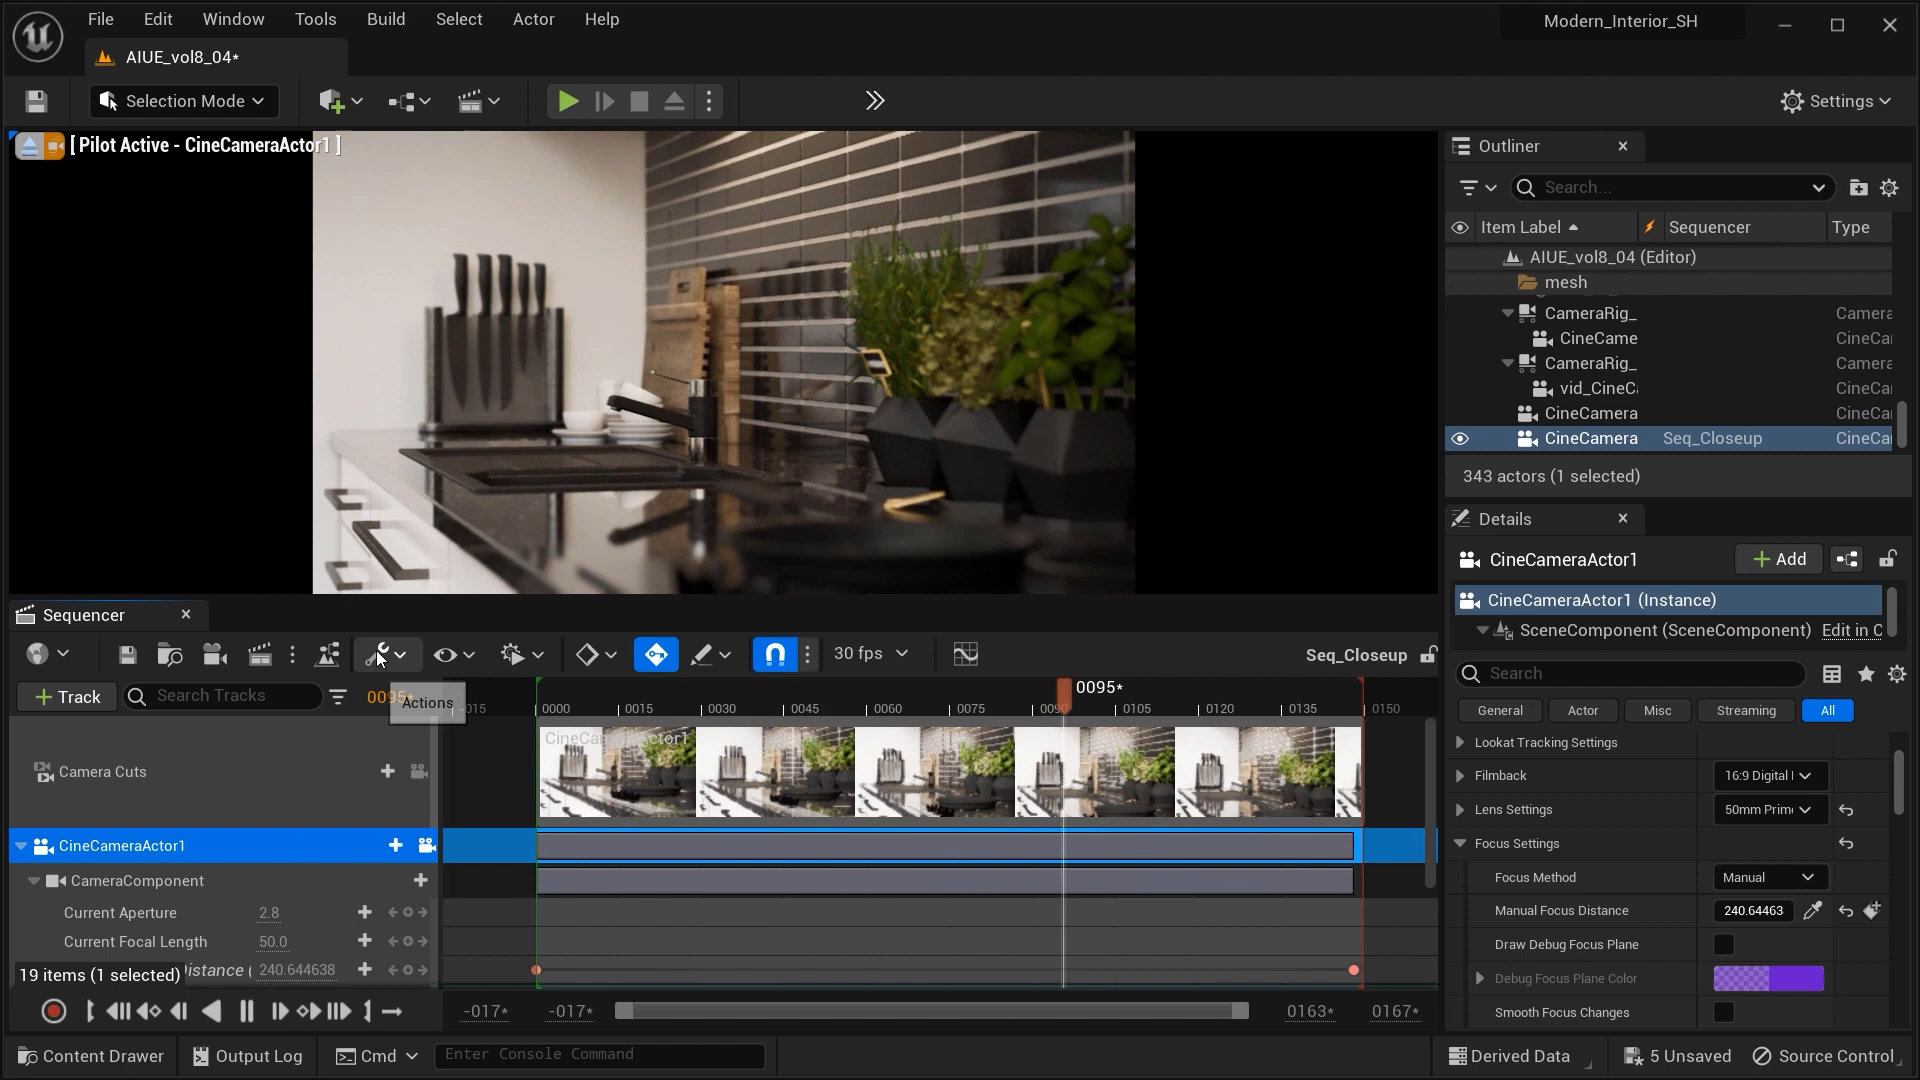 File Edit Window Tools Build Select Actor Help
Modern_Interior_SH
AIUE_vol8_04*
Selection Mode
Settings
[ Pilot Active - CineCameraActor1 ]
Outliner
Search...
Item Label Sequencer Type
AIUE_vol8_04 (Editor)
mesh
CameraRig_ Camera
CineCame CineCa
CameraRig_ Camera
vid_CineC CineCa
CineCamera CineCa
CineCamera Seq_Closeup CineCa
343 actors (1 selected)
Details
CineCameraActor1
Add
CineCameraActor1 (Instance)
SceneComponent (SceneComponent) Edit in C
Search
General Actor Misc Streaming All
Lookat Tracking Settings
Filmback 16:9 Digital
Lens Settings 50mm Prim
Focus Settings
Focus Method Manual
Manual Focus Distance 240.64463
Draw Debug Focus Plane
Debug Focus Plane Color
Smooth Focus Changes
Sequencer
30 fps
Seq_Closeup
Track
Search Tracks
0095*
Actions
0095*
-015 0000 0015 0030 0045 0060 0075 0090 0105 0120 0135 0150
Camera Cuts
CineCameraActor1
CameraComponent
Current Aperture 2.8
Current Focal Length 50.0
19 items (1 selected)
Distance ( 240.644638
-017* -017* 0163* 0167*
Content Drawer Output Log Cmd Enter Console Command
Derived Data 5 Unsaved Source Control